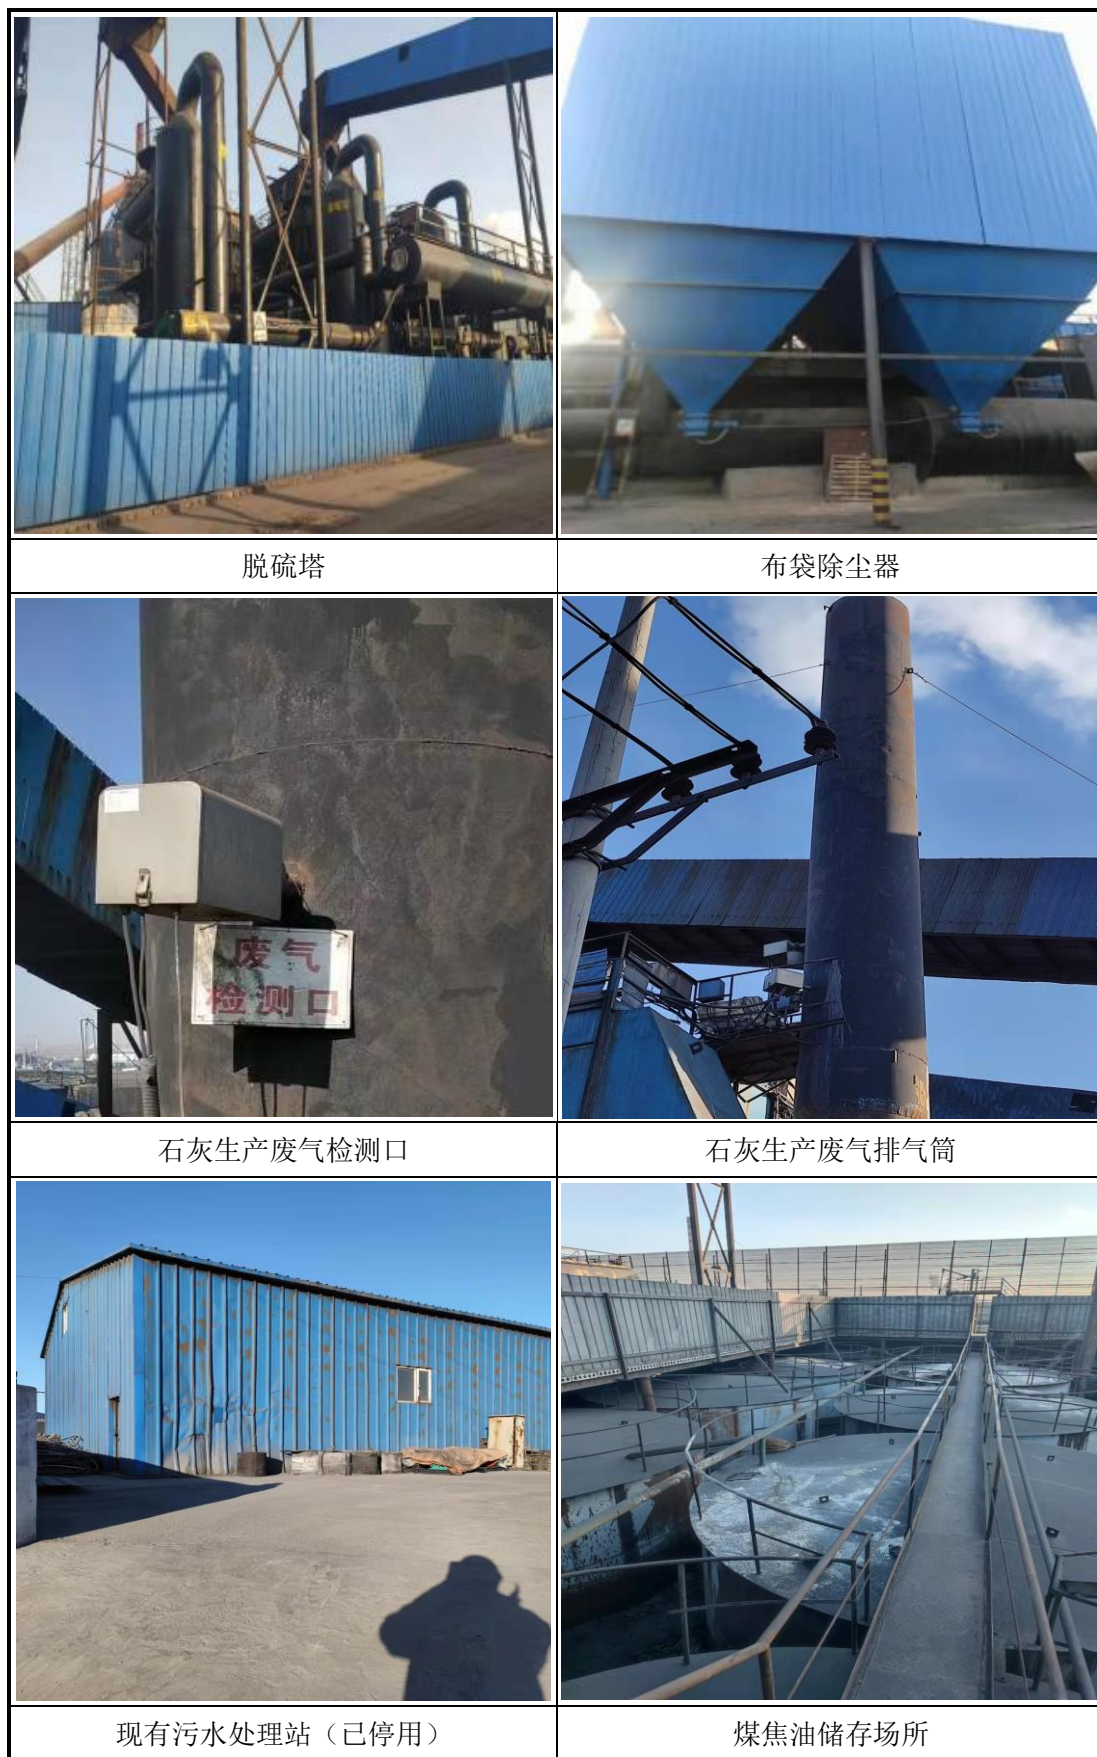 脱硫塔
布袋除尘器
废气
检测口
石灰生产废气检测口
石灰生产废气排气筒
现有污水处理站（已停用）
煤焦油储存场所